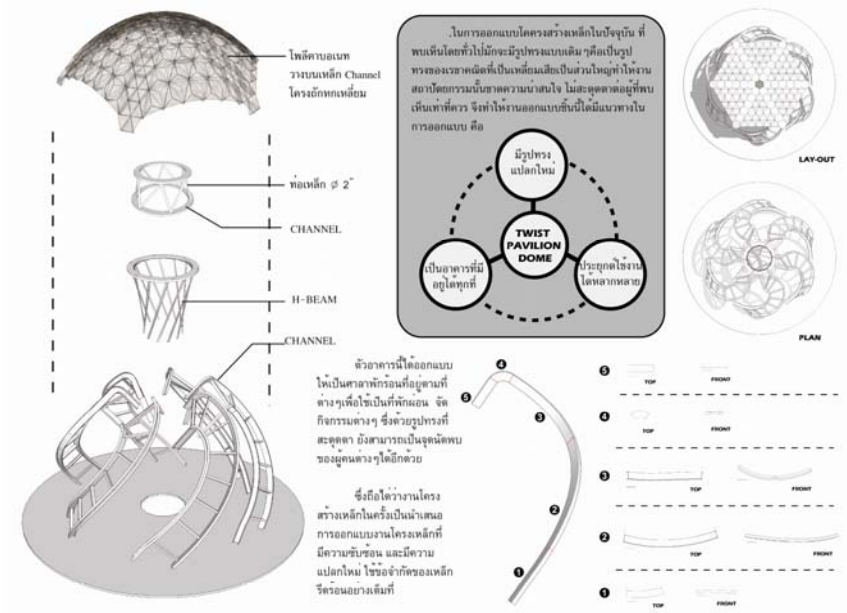 โพลีคาบอเนท
วางบนเหล็ก Channel
โครงถักหกเหลี่ยม
ท่อเหล็ก Ø 2"
CHANNEL
H-BEAM
CHANNEL
.ในการออกแบบโครงสร้างเหล็กในปัจจุบัน ที่
พบเห็นโดยทั่วไปมักจะมีรูปทรงแบบเดิม ๆคือเป็นรูป
ทรงของเรขาคณิตที่เป็นเหลี่ยมเสียเป็นส่วนใหญ่ทำให้งาน
สถาปัตยกรรมนั้นขาดความน่าสนใจ ไม่สะดุดตาต่อผู้ที่พบ
เห็นเท่าที่ควร จึงทำให้งานออกแบบชิ้นนี้ได้มีแนวทางใน
การออกแบบ คือ
มีรูปทรง
แปลกใหม่
TWIST
PAVILION
DOME
เป็นอาคารที่มี
อยู่ได้ทุกที่
ประยุกต์ใช้งาน
ได้หลากหลาย
LAY-OUT
PLAN
ตัวอาคารนี้ได้ออกแบบ
ให้เป็นศาลาพักร้อนที่อยู่ตามที่
ต่างๆเพื่อใช้เป็นที่พักผ่อน จัด
กิจกรรมต่างๆ ซึ่งด้วยรูปทรงที่
สะดุดตา ยังสามารถเป็นจุดนัดพบ
ของผู้คนต่างๆได้อีกด้วย
ซึ่งถือได้ว่างานโครง
สร้างเหล็กในครั้งเป็นนำเสนอ
การออกแบบงานโครงเหล็กที่
มีความซับซ้อน และมีความ
แปลกใหม่ ใช้ข้อจำกัดของเหล็ก
รีดร้อนอย่างเต็มที่
4
5
3
2
1
5 TOP FRONT
4 TOP FRONT
3 TOP FRONT
2 TOP FRONT
1 TOP FRONT